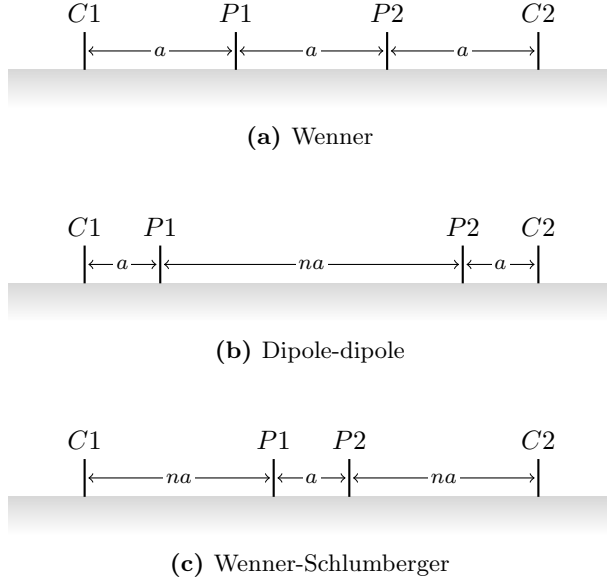 C1 P1 P2 C2
a a a
(a) Wenner
C1 P1 P2 C2
a na a
(b) Dipole-dipole
C1 P1 P2 C2
na a na
(c) Wenner-Schlumberger